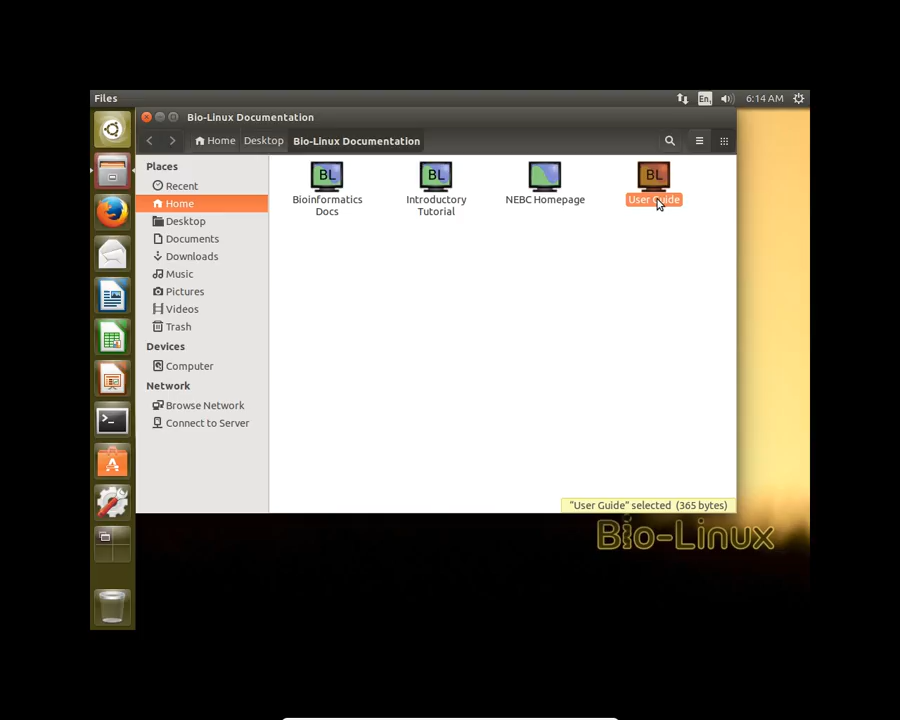 Files
En
6:14 AM
Bio-Linux Documentation
Home
Desktop
Bio-Linux Documentation
Places
Recent
Home
Desktop
Documents
Downloads
Music
Pictures
Videos
Trash
Devices
Computer
Network
Browse Network
Connect to Server
BL
BL
BL
Bioinformatics
Docs
Introductory
Tutorial
NEBC Homepage
User Guide
"User Guide" selected (365 bytes)
Bio-Linux